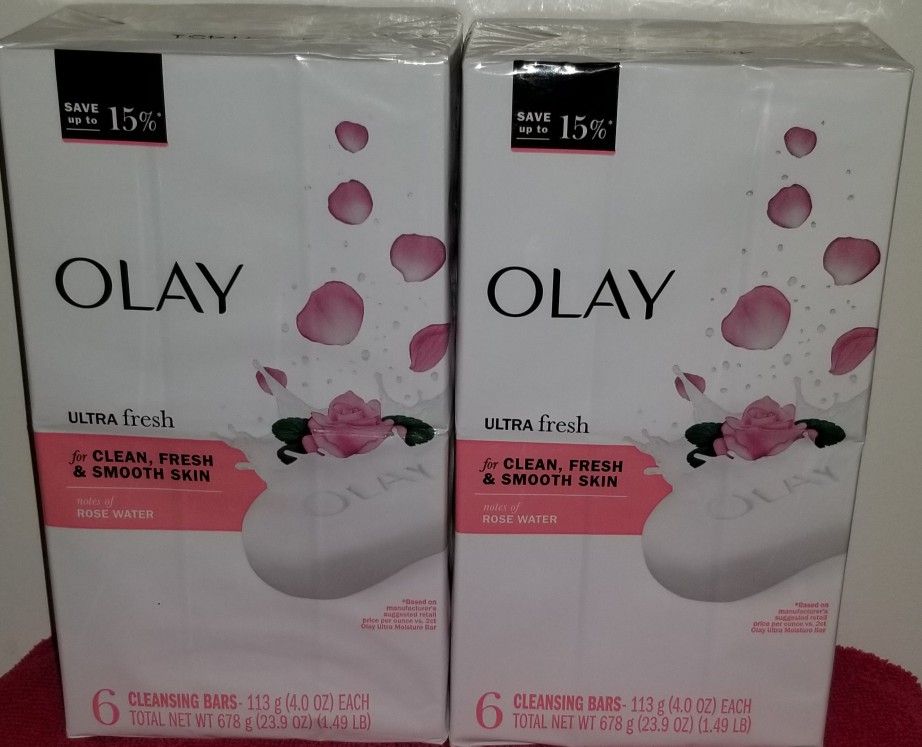 SAVE
up to 15%*
OLAY
ULTRA fresh
for CLEAN, FRESH
& SMOOTH SKIN
notes of
ROSE WATER
OLAY
*Based on
manufacturer's
suggested retail
price per ounce vs. 2ct
Olay Ultra Moisture Bar
6 CLEANSING BARS- 113 g (4.0 OZ) EACH
TOTAL NET WT 678 g (23.9 OZ) (1.49 LB)
SAVE
up to 15%*
OLAY
ULTRA fresh
for CLEAN, FRESH
& SMOOTH SKIN
notes of
ROSE WATER
OLAY
*Based on
manufacturer's
suggested retail
price per ounce vs. 2ct
Olay Ultra Moisture Bar
6 CLEANSING BARS- 113 g (4.0 OZ) EACH
TOTAL NET WT 678 g (23.9 OZ) (1.49 LB)